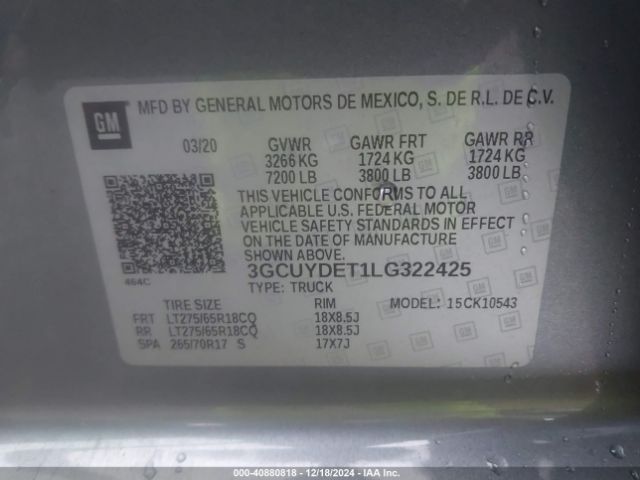 GM
MFD BY GENERAL MOTORS DE MEXICO, S. DE R.L. DE C.V.
03/20 GVWR GAWR FRT GAWR RR
3266 KG 1724 KG 1724 KG
7200 LB 3800 LB 3800 LB
THIS VEHICLE CONFORMS TO ALL
APPLICABLE U.S. FEDERAL MOTOR
VEHICLE SAFETY STANDARDS IN EFFECT
ON THE DATE OF MANUFACTURE
3GCUYDET1LG322425
464C
TYPE: TRUCK
TIRE SIZE RIM MODEL: 15CK10543
FRT LT275/65R18CQ 18X8.5J
RR LT275/65R18CQ 18X8.5J
SPA 265/70R17 S 17X7J
000-40880818 - 12/18/2024 - IAA Inc.